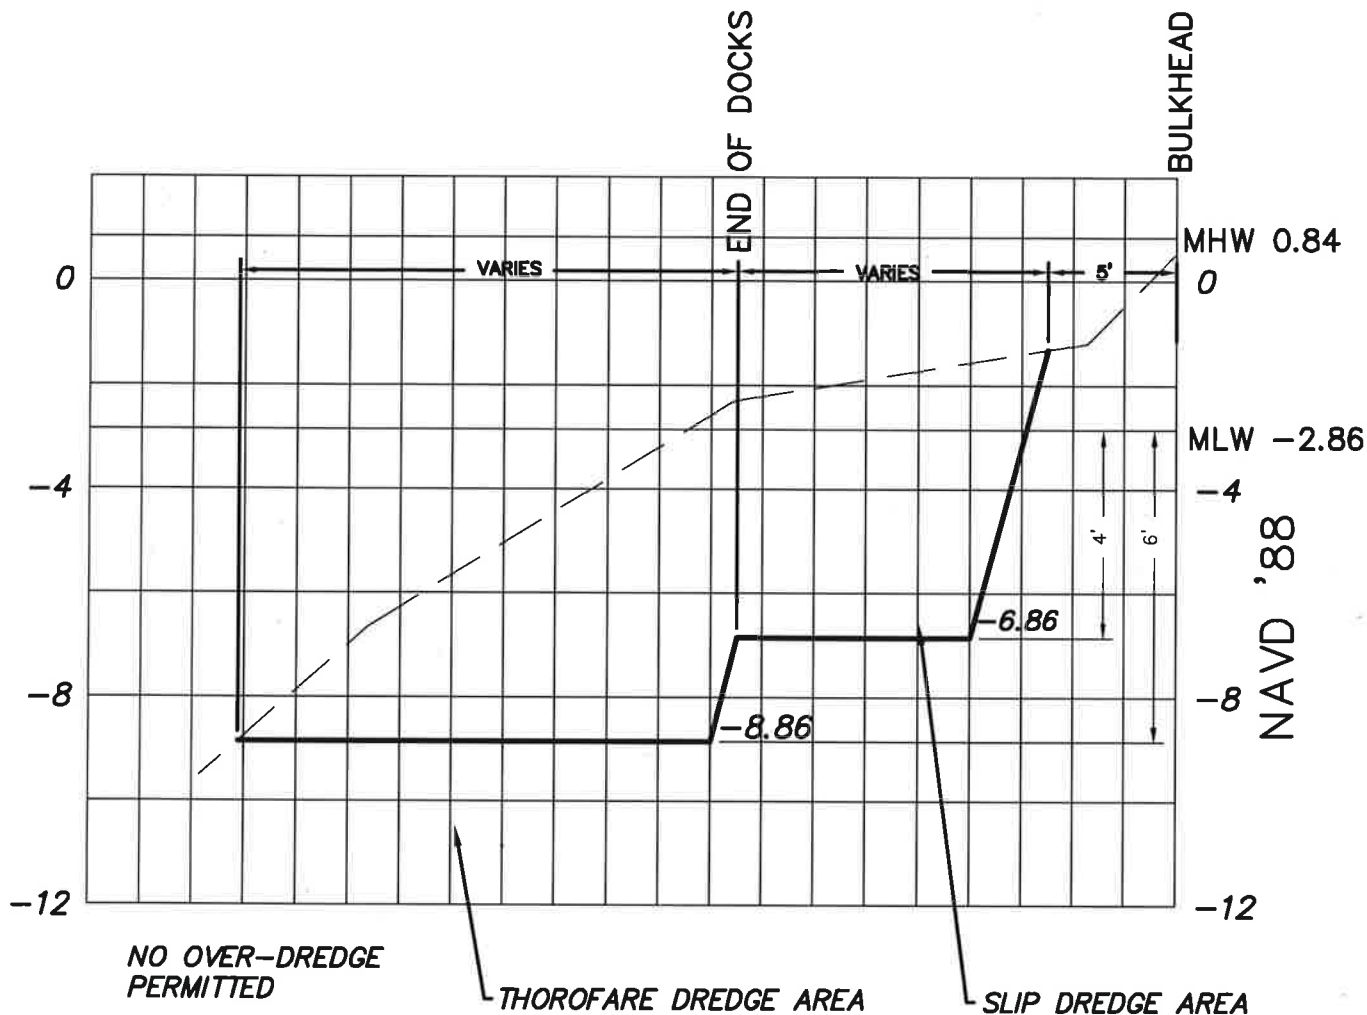 END OF DOCKS
BULKHEAD
MHW 0.84
VARIES
VARIES
5'
0
0
MLW -2.86
-4
-4
4'
6'
NAVD '88
-6.86
-8
-8
-8.86
-12
-12
NO OVER-DREDGE
PERMITTED
THOROFARE DREDGE AREA
SLIP DREDGE AREA